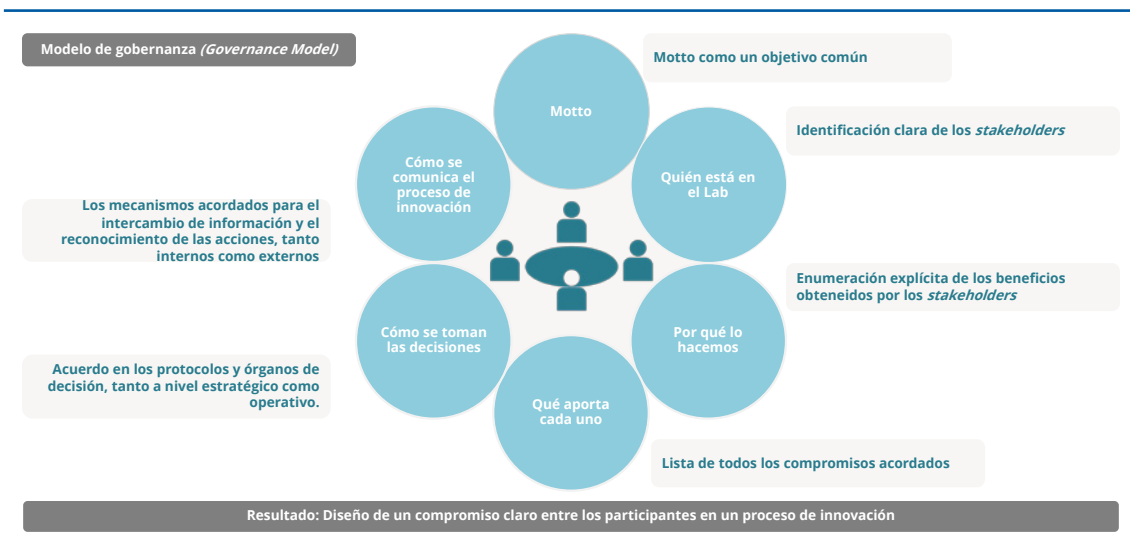 Modelo de gobernanza (Governance Model)
Motto
Motto como un objetivo común
Quién está en
el Lab
Identificación clara de los stakeholders
Por qué lo
hacemos
Enumeración explícita de los beneficios
obteneidos por los stakeholders
Qué aporta
cada uno
Lista de todos los compromisos acordados
Cómo se toman
las decisiones
Acuerdo en los protocolos y órganos de
decisión, tanto a nivel estratégico como
operativo.
Cómo se
comunica el
proceso de
innovación
Los mecanismos acordados para el
intercambio de información y el
reconocimiento de las acciones, tanto
internos como externos
Resultado: Diseño de un compromiso claro entre los participantes en un proceso de innovación